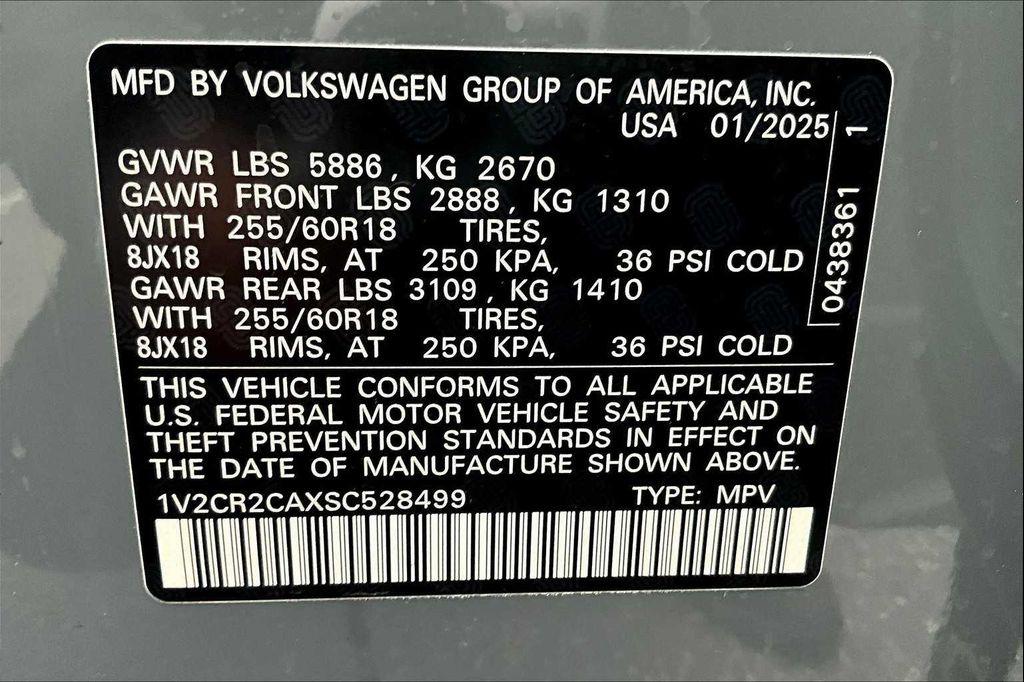 MFD BY VOLKSWAGEN GROUP OF AMERICA, INC.
USA 01/2025
GVWR LBS 5886, KG 2670
GAWR FRONT LBS 2888, KG 1310
WITH 255/60R18 TIRES,
8JX18 RIMS, AT 250 KPA, 36 PSI COLD
GAWR REAR LBS 3109, KG 1410
WITH 255/60R18 TIRES,
8JX18 RIMS, AT 250 KPA, 36 PSI COLD
0438361 1
THIS VEHICLE CONFORMS TO ALL APPLICABLE
U.S. FEDERAL MOTOR VEHICLE SAFETY AND
THEFT PREVENTION STANDARDS IN EFFECT ON
THE DATE OF MANUFACTURE SHOWN ABOVE.
1V2CR2CAXSC528499 TYPE: MPV